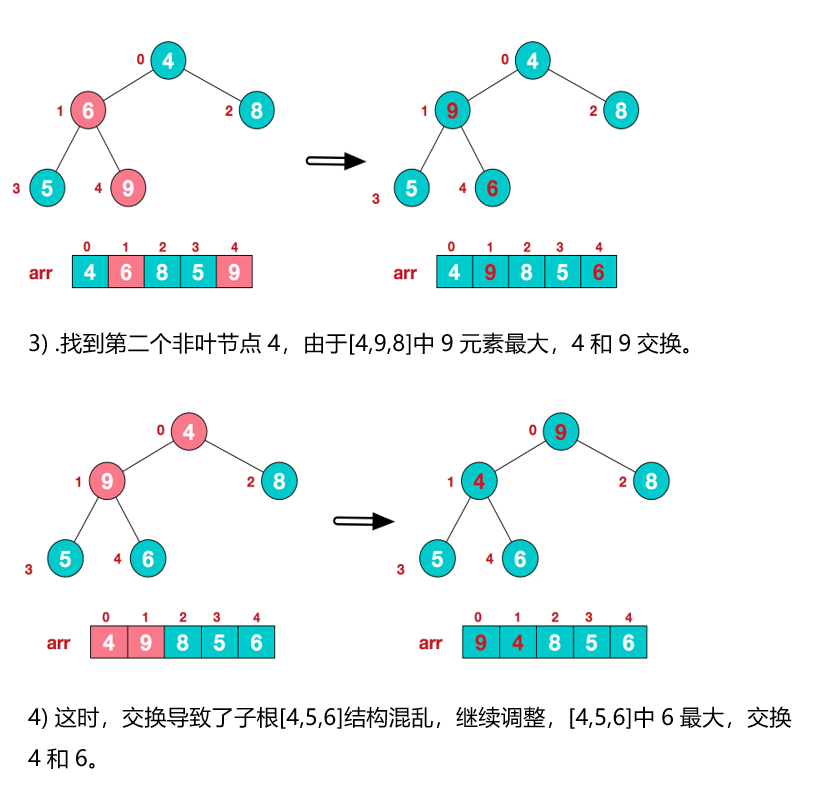 0 4 0 4
1 6 2 8 1 9 2 8
3 5 4 9 3 5 4 6
0 1 2 3 4 0 1 2 3 4
arr 4 6 8 5 9 arr 4 9 8 5 6
3) .找到第二个非叶节点 4，由于[4,9,8]中 9 元素最大，4 和 9 交换。
0 4 0 9
1 9 2 8 1 4 2 8
3 5 4 6 3 5 4 6
0 1 2 3 4 0 1 2 3 4
arr 4 9 8 5 6 arr 9 4 8 5 6
4) 这时，交换导致了子根[4,5,6]结构混乱，继续调整，[4,5,6]中 6 最大，交换
4 和 6。